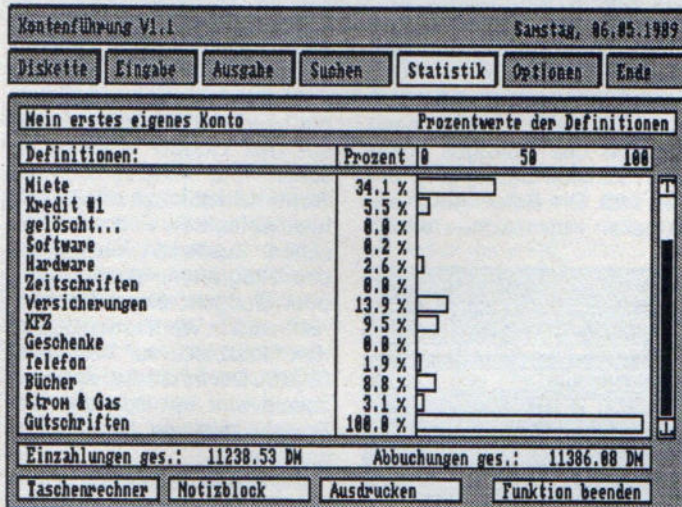 Kontenführung V1.1 Samstag, 06.05.1989
Diskette Eingabe Ausgabe Suchen Statistik Optionen Ende
Mein erstes eigenes Konto Prozentwerte der Definitionen
Definitionen: Prozent 0 50 100
Miete 34.1 %
Kredit #1 5.5 %
gelöscht... 0.0 %
Software 0.2 %
Hardware 2.6 %
Zeitschriften 0.0 %
Versicherungen 13.9 %
KFZ 9.5 %
Geschenke 0.0 %
Telefon 1.9 %
Bücher 8.8 %
Strom & Gas 3.1 %
Gutschriften 100.0 %
Einzahlungen ges.: 11238.53 DM Abbuchungen ges.: 11386.08 DM
Taschenrechner Notizblock Ausdrucken Funktion beenden